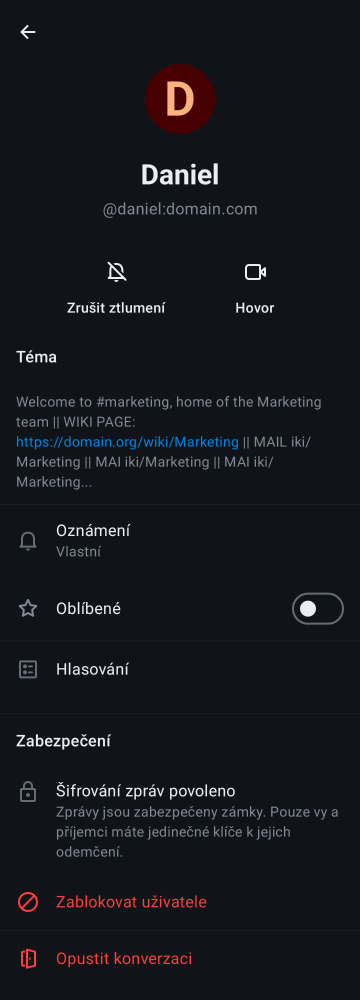 D
Daniel
@daniel:domain.com
Zrušit ztlumení
Hovor
Téma
Welcome to #marketing, home of the Marketing
team || WIKI PAGE:
https://domain.org/wiki/Marketing || MAIL iki/
Marketing || MAI iki/Marketing || MAI iki/
Marketing...
Oznámení
Vlastní
Oblíbené
Hlasování
Zabezpečení
Šifrování zpráv povoleno
Zprávy jsou zabezpečeny zámky. Pouze vy a
příjemci máte jedinečné klíče k jejich
odemčení.
Zablokovat uživatele
Opustit konverzaci